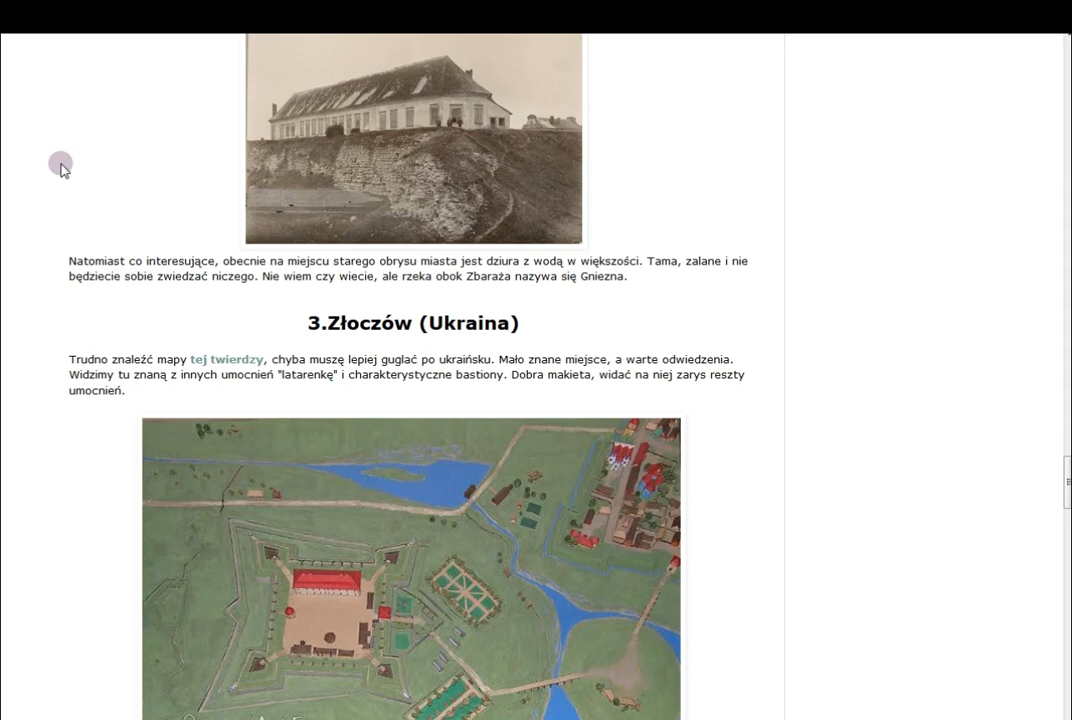 Natomiast co interesujące, obecnie na miejscu starego obrysu miasta jest dziura z wodą w większości. Tama, zalane i nie
będziecie sobie zwiedzać niczego. Nie wiem czy wiecie, ale rzeka obok Zbaraża nazywa się Gniezna.
3.Złoczów (Ukraina)
Trudno znaleźć mapy tej twierdzy, chyba muszę lepiej guglać po ukraińsku. Mało znane miejsce, a warte odwiedzenia.
Widzimy tu znaną z innych umocnień "latarenkę" i charakterystyczne bastiony. Dobra makieta, widać na niej zarys reszty
umocnień.